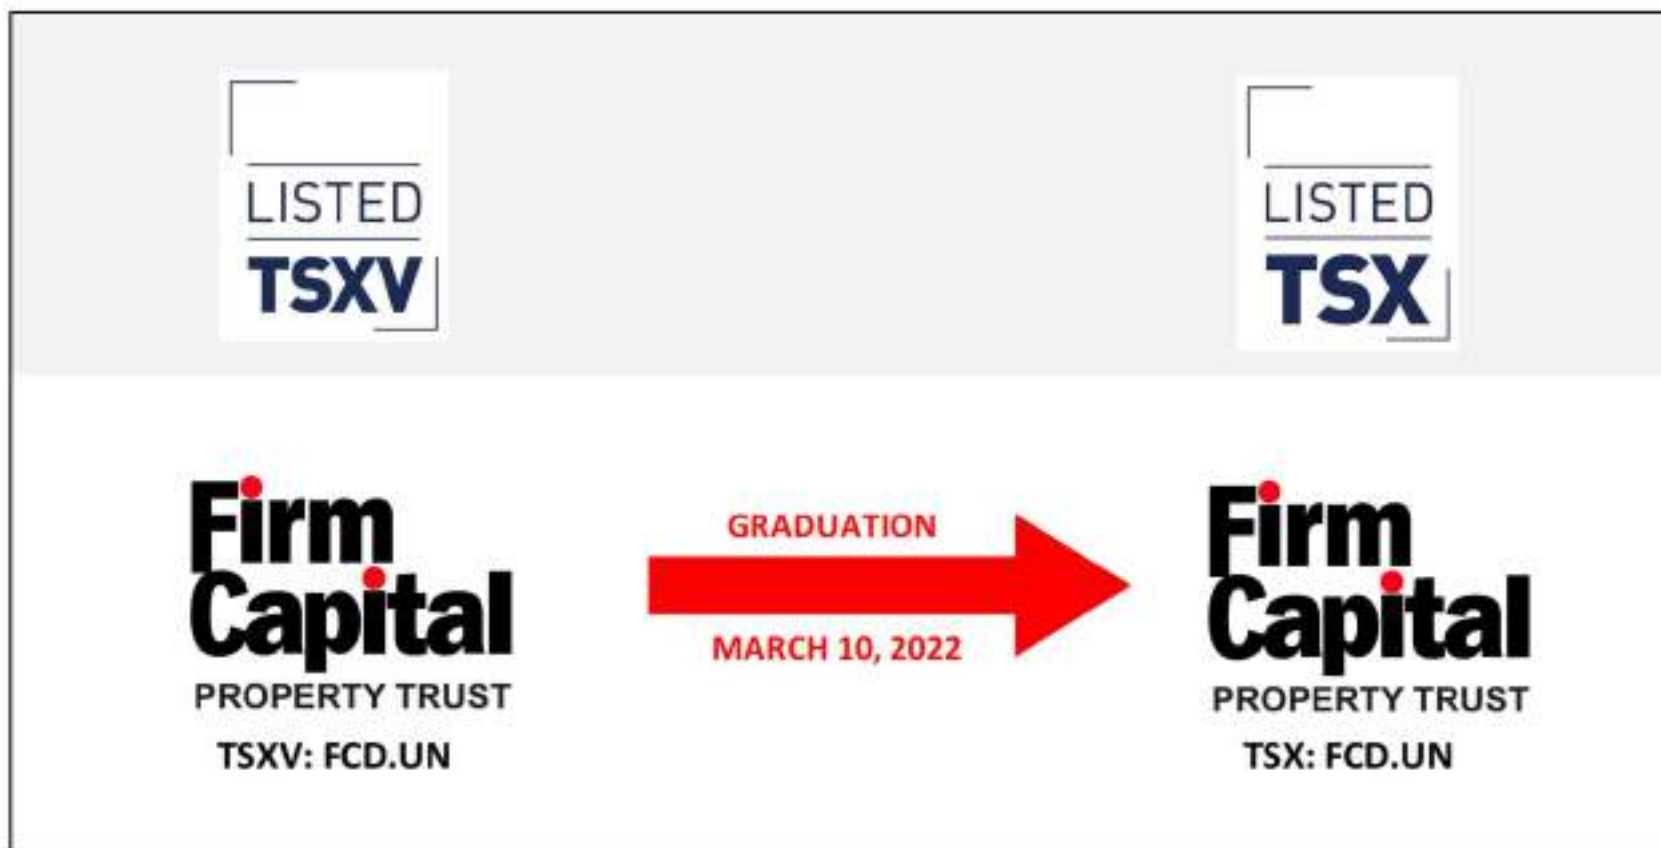 LISTED
TSXV
LISTED
TSX
Firm
Capital
PROPERTY TRUST
TSXV: FCD.UN
GRADUATION
MARCH 10, 2022
Firm
Capital
PROPERTY TRUST
TSX: FCD.UN